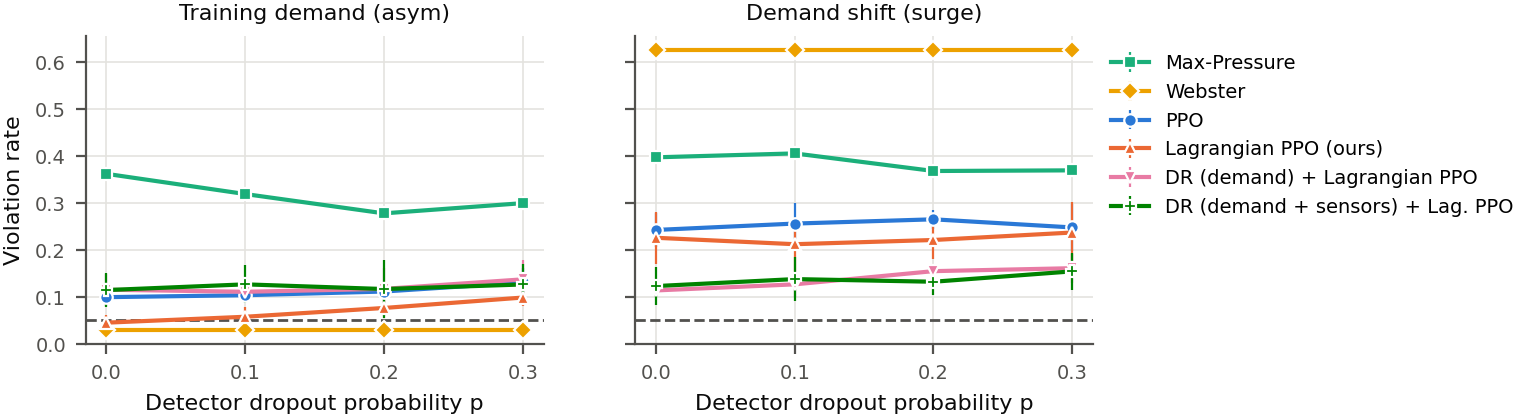 Training demand (asym)
Demand shift (surge)
Violation rate
0.6
0.5
0.4
0.3
0.2
0.1
0.0
0.0 0.1 0.2 0.3
0.0 0.1 0.2 0.3
Detector dropout probability p
Detector dropout probability p
Max-Pressure
Webster
PPO
Lagrangian PPO (ours)
DR (demand) + Lagrangian PPO
DR (demand + sensors) + Lag. PPO